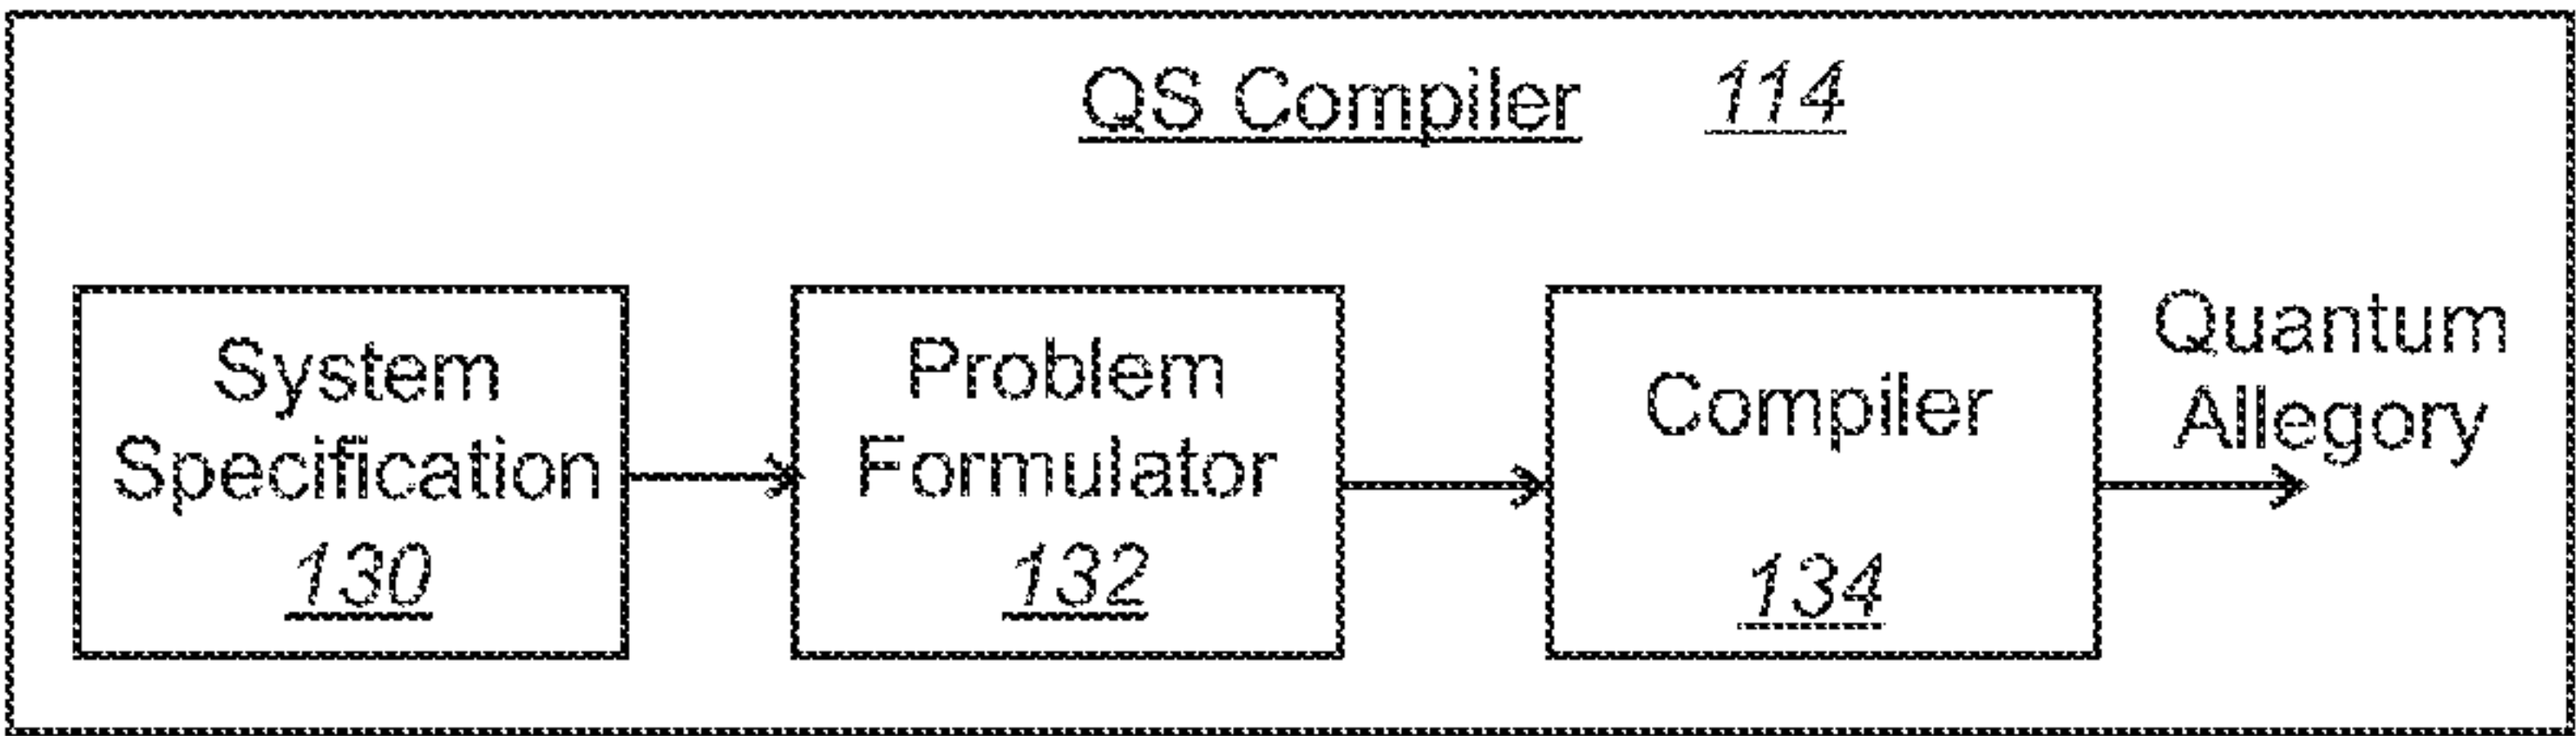 QS Compiler 114
System
Specification
130
Problem
Formulator
132
Compiler
134
Quantum
Allegory